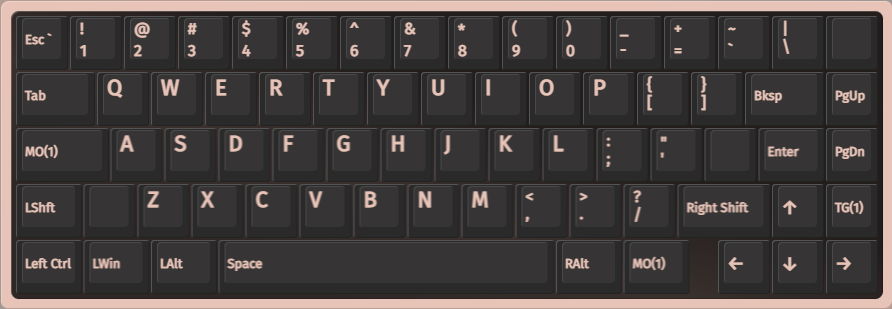 Esc ` ! 1 @ 2 # 3 $ 4 % 5 ^ 6 & 7 * 8 ( 9 ) 0 _ - + = ~ ` | \
Tab Q W E R T Y U I O P { [ } ] Bksp PgUp
MO(1) A S D F G H J K L : ; " ' Enter PgDn
LShft Z X C V B N M < , > . ? / Right Shift ↑ TG(1)
Left Ctrl LWin LAlt Space RAlt MO(1) ← ↓ →